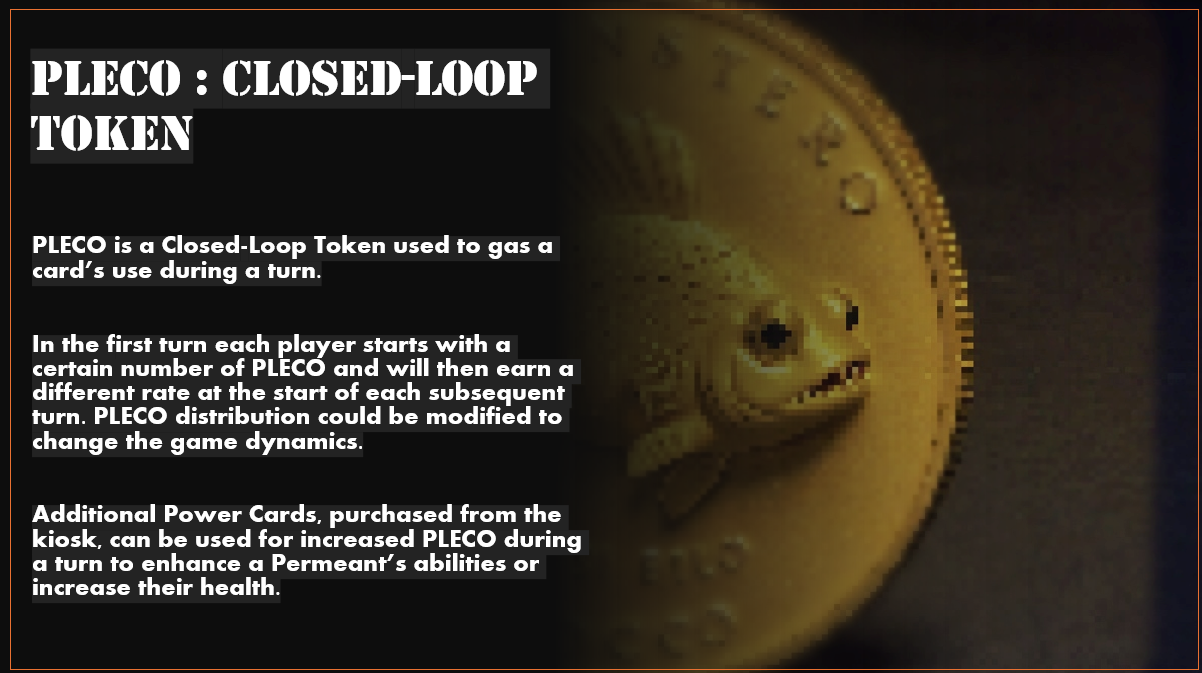 PLECO : CLOSED-LOOP
TOKEN
PLECO is a Closed-Loop Token used to gas a
card’s use during a turn.
In the first turn each player starts with a
certain number of PLECO and will then earn a
different rate at the start of each subsequent
turn. PLECO distribution could be modified to
change the game dynamics.
Additional Power Cards, purchased from the
kiosk, can be used for increased PLECO during
a turn to enhance a Permeant’s abilities or
increase their health.